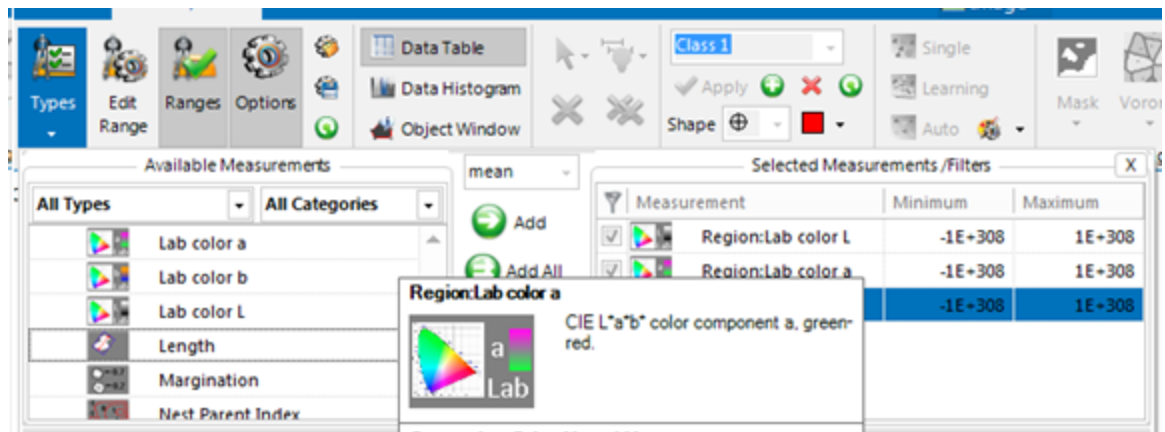 Types
Edit
Range
Ranges
Options
Data Table
Data Histogram
Object Window
Class 1
Apply
Shape
Single
Learning
Auto
Mask
Available Measurements
mean
Selected Measurements /Filters
X
All Types
All Categories
Measurement
Minimum
Maximum
Add
Add All
Lab color a
Lab color b
Lab color L
Length
Margination
Nest Parent Index
Region:Lab color L
-1E+308
1E+308
Region:Lab color a
-1E+308
1E+308
-1E+308
1E+308
Region:Lab color a
a
Lab
CIE L*a*b* color component a, green-
red.